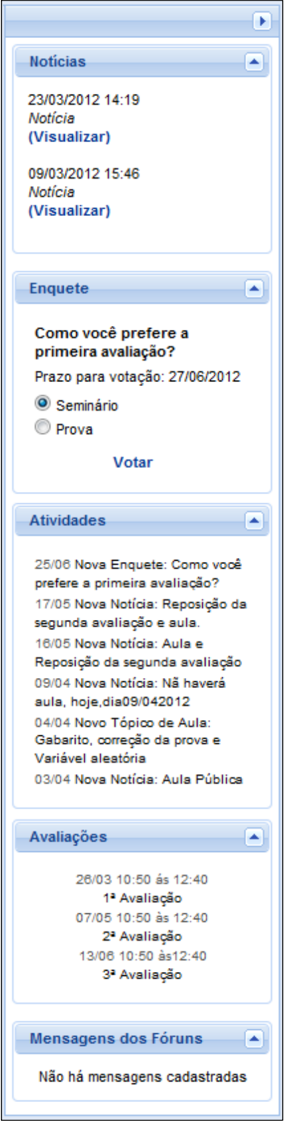 Notícias
23/03/2012 14:19
Notícia
(Visualizar)
09/03/2012 15:46
Notícia
(Visualizar)
Enquete
Como você prefere a
primeira avaliação?
Prazo para votação: 27/06/2012
Seminário
Prova
Votar
Atividades
25/06 Nova Enquete: Como você
prefere a primeira avaliação?
17/05 Nova Notícia: Reposição da
segunda avaliação e aula.
16/05 Nova Notícia: Aula e
Reposição da segunda avaliação
09/04 Nova Notícia: Nã haverá
aula, hoje,dia09/042012
04/04 Novo Tópico de Aula:
Gabarito, correção da prova e
Variável aleatória
03/04 Nova Notícia: Aula Pública
Avaliações
26/03 10:50 ás 12:40
1ª Avaliação
07/05 10:50 ás 12:40
2ª Avaliação
13/06 10:50 às12:40
3ª Avaliação
Mensagens dos Fóruns
Não há mensagens cadastradas